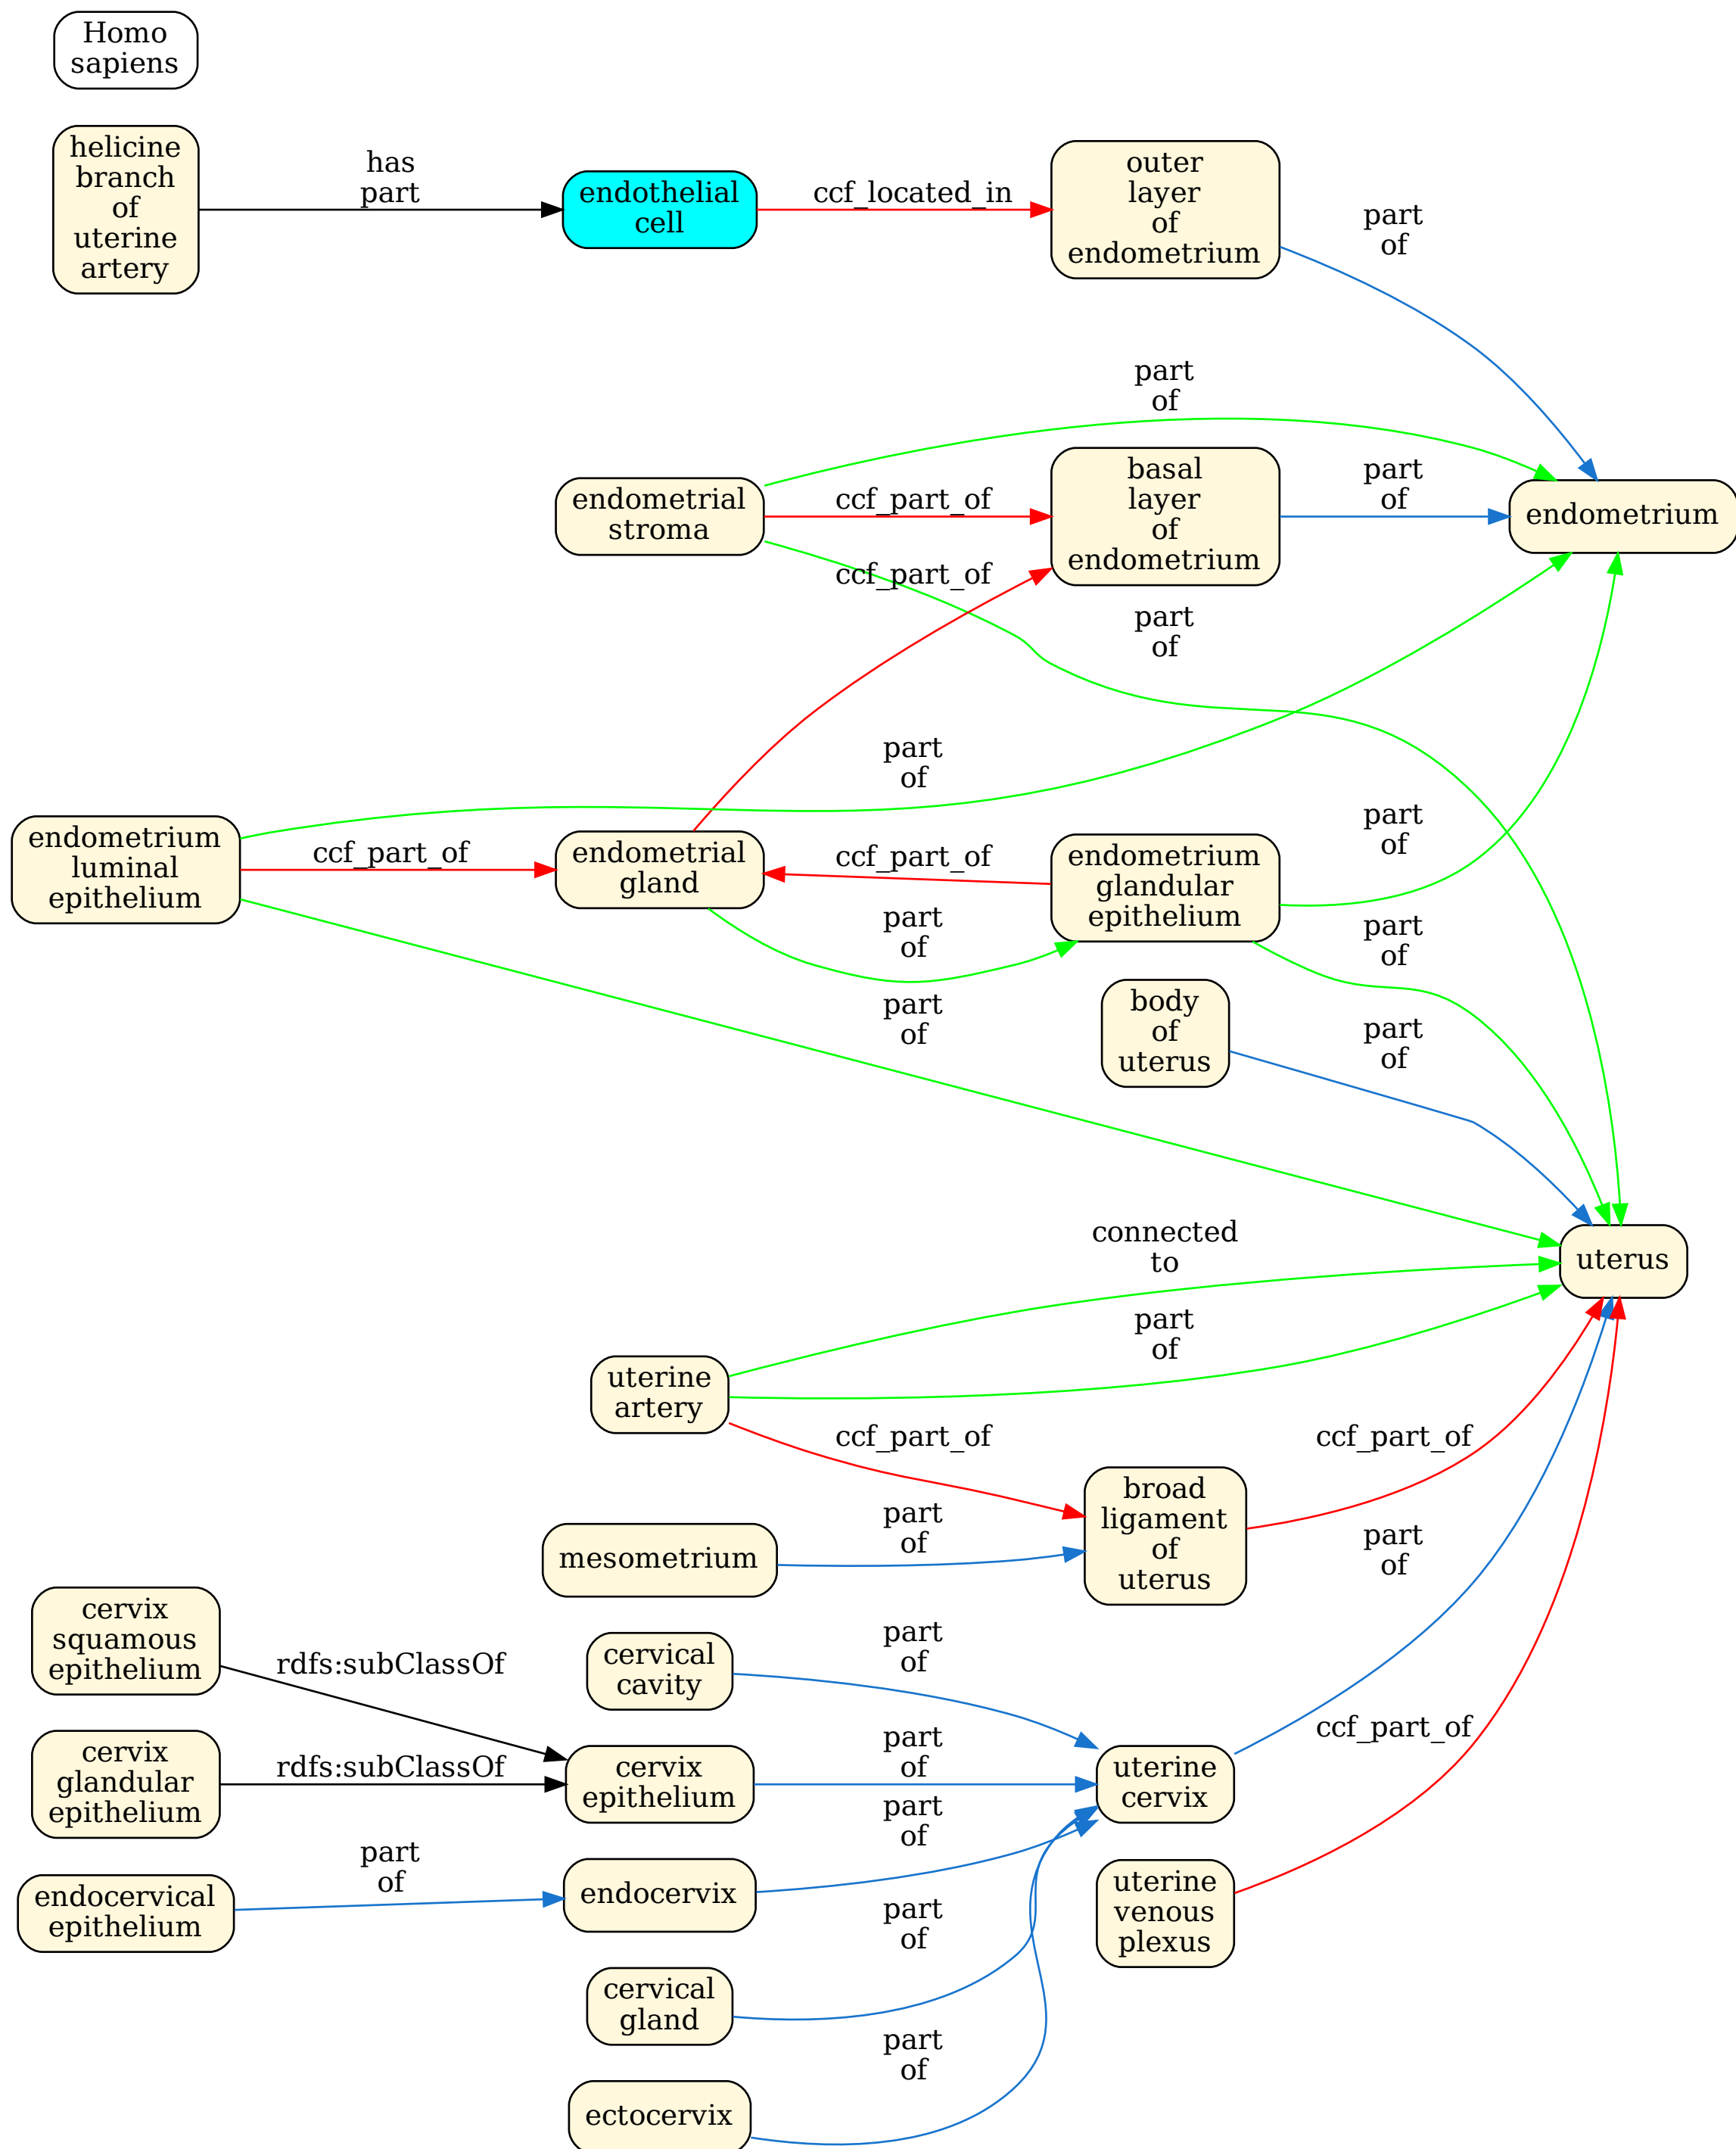 Homo
sapiens
helicine
branch
of
uterine
artery
has
part
endothelial
cell
ccf_located_in
outer
layer
of
endometrium
part
of
part
of
endometrial
stroma
ccf_part_of
basal
layer
of
endometrium
part
of
endometrium
ccf_part_of
part
of
part
of
endometrium
luminal
epithelium
ccf_part_of
endometrial
gland
ccf_part_of
endometrium
glandular
epithelium
part
of
part
of
part
of
part
of
body
of
uterus
part
of
uterus
connected
to
part
of
uterine
artery
ccf_part_of
ccf_part_of
broad
ligament
of
uterus
mesometrium
part
of
part
of
cervix
squamous
epithelium
rdfs:subClassOf
cervical
cavity
part
of
cervix
glandular
epithelium
rdfs:subClassOf
cervix
epithelium
part
of
uterine
cervix
ccf_part_of
endocervical
epithelium
part
of
endocervix
part
of
uterine
venous
plexus
cervical
gland
part
of
ectocervix
part
of